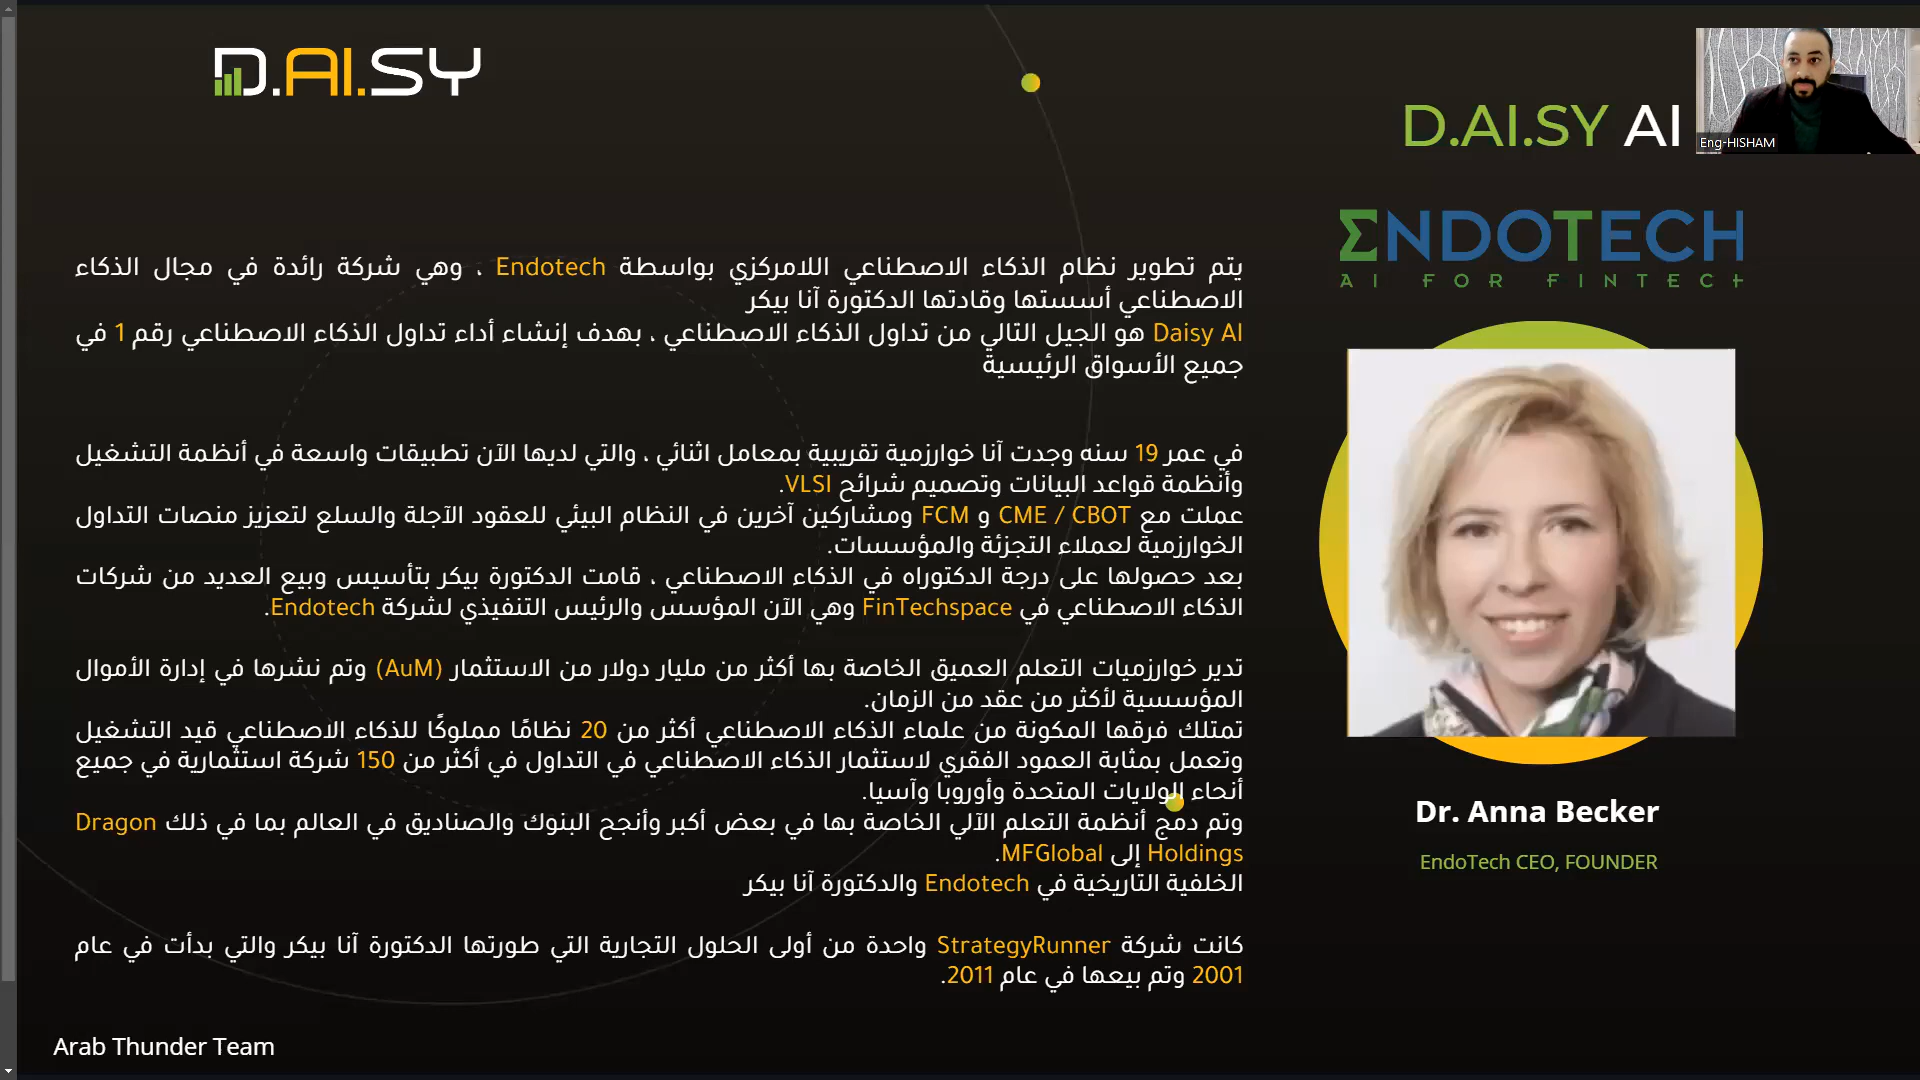 D.AI.SY
D.AI.SY AI
Eng-HISHAM
ENDOTECH
AI FOR FINTECH
يتم تطوير نظام الذكاء الاصطناعي اللامركزي بواسطة Endotech ، وهي شركة رائدة في مجال الذكاء
الاصطناعي أسستها وقادتها الدكتورة آنا بيكر
Daisy AI هو الجيل التالي من تداول الذكاء الاصطناعي ، بهدف إنشاء أداء تداول الذكاء الاصطناعي رقم 1 في
جميع الأسواق الرئيسية
في عمر 19 سنه وجدت آنا خوارزمية تقريبية بمعامل اثنائي ، والتي لديها الآن تطبيقات واسعة في أنظمة التشغيل
وأنظمة قواعد البيانات وتصميم شرائح VLSI.
عملت مع CME / CBOT و FCM ومشاركين آخرين في النظام البيئي للعقود الآجلة والسلع لتعزيز منصات التداول
الخوارزمية لعملاء التجزئة والمؤسسات.
بعد حصولها على درجة الدكتوراه في الذكاء الاصطناعي ، قامت الدكتورة بيكر بتأسيس وبيع العديد من شركات
الذكاء الاصطناعي في FinTechspace وهي الآن المؤسس والرئيس التنفيذي لشركة Endotech.
تدير خوارزميات التعلم العميق الخاصة بها أكثر من مليار دولار من الاستثمار (AuM) وتم نشرها في إدارة الأموال
المؤسسية لأكثر من عقد من الزمان.
تمتلك فرقها المكونة من علماء الذكاء الاصطناعي أكثر من 20 نظامًا مملوكًا للذكاء الاصطناعي قيد التشغيل
وتعمل بمثابة العمود الفقري لاستثمار الذكاء الاصطناعي في التداول في أكثر من 150 شركة استثمارية في جميع
أنحاء الولايات المتحدة وأوروبا وآسيا.
وتم دمج أنظمة التعلم الآلي الخاصة بها في بعض أكبر وأنجح البنوك والصناديق في العالم بما في ذلك Dragon
Holdings إلى MFGlobal.
الخلفية التاريخية في Endotech والدكتورة آنا بيكر
كانت شركة StrategyRunner واحدة من أولى الحلول التجارية التي طورتها الدكتورة آنا بيكر والتي بدأت في عام
2001 وتم بيعها في عام 2011.
Dr. Anna Becker
EndoTech CEO, FOUNDER
Arab Thunder Team